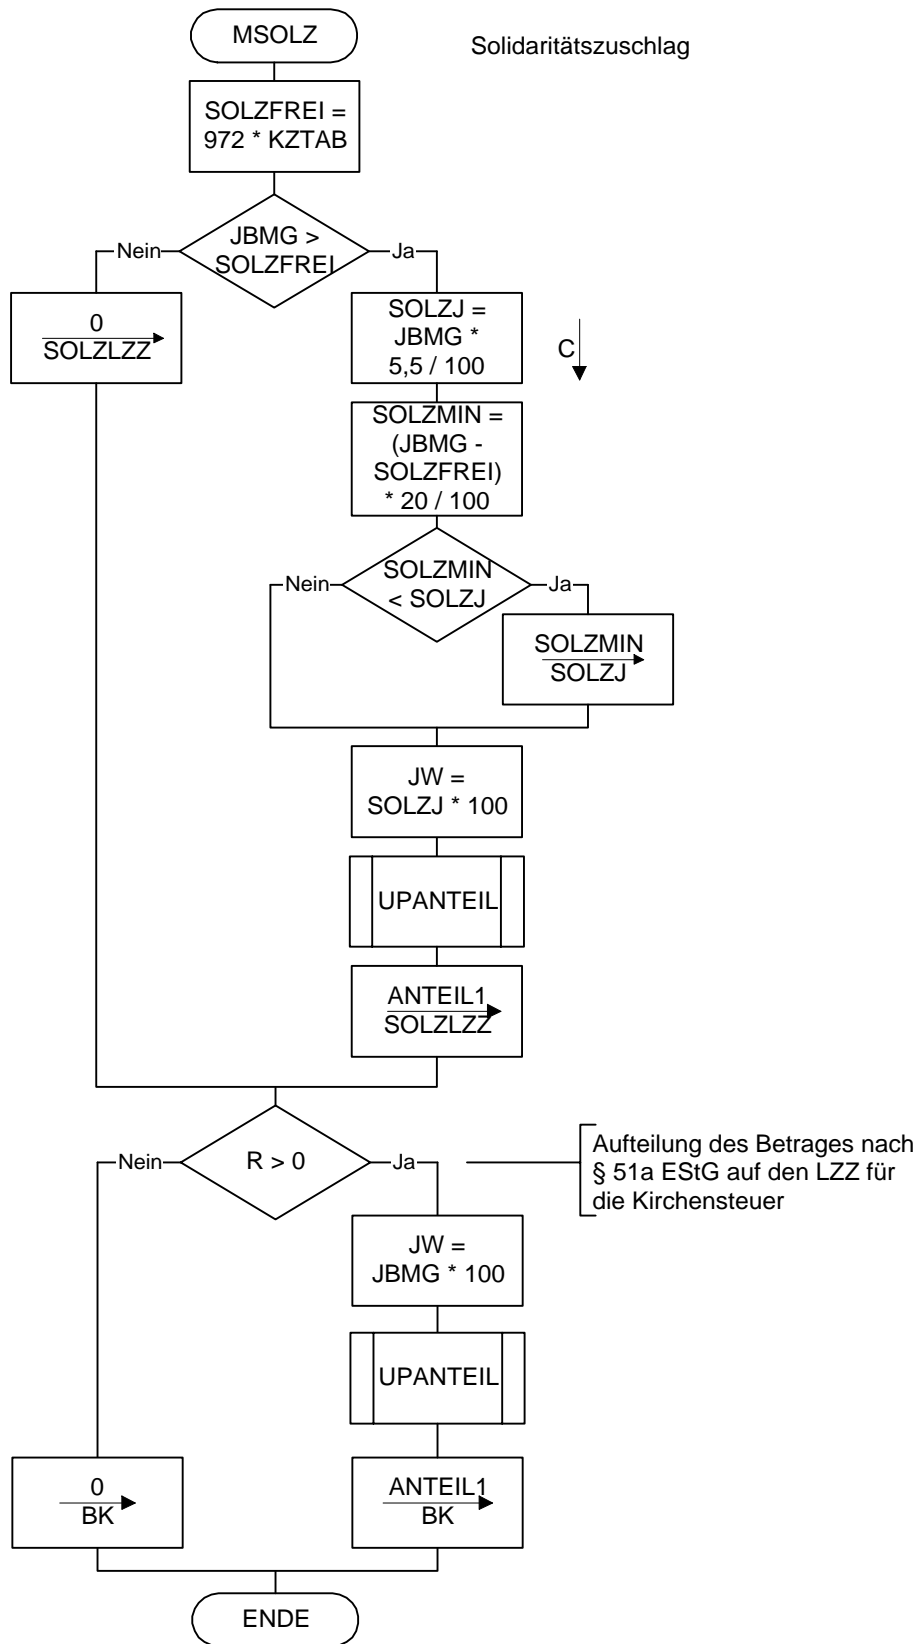 MSOLZ
Solidaritätszuschlag
SOLZFREI =
972 * KZTAB
JBMG >
SOLZFREI
Nein
Ja
0
SOLZLZZ
SOLZJ =
JBMG *
5,5 / 100
C
SOLZMIN =
(JBMG -
SOLZFREI)
* 20 / 100
SOLZMIN
< SOLZJ
Nein
Ja
SOLZMIN
SOLZJ
JW =
SOLZJ * 100
UPANTEIL
ANTEIL1
SOLZLZZ
R > 0
Nein
Ja
Aufteilung des Betrages nach
§ 51a EStG auf den LZZ für
die Kirchensteuer
JW =
JBMG * 100
UPANTEIL
0
BK
ANTEIL1
BK
ENDE